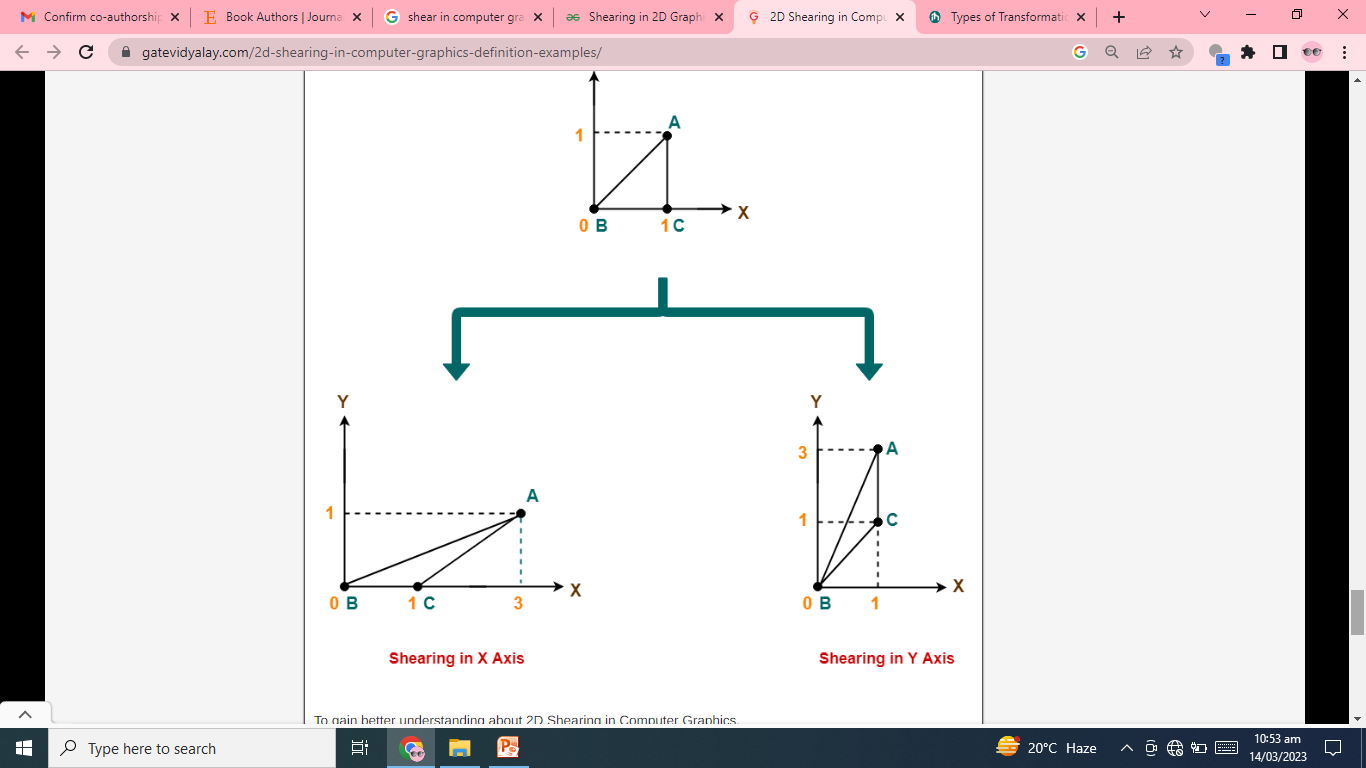 Confirm co-authorship
Book Authors | Journa
shear in computer gra
Shearing in 2D Graphi
2D Shearing in Compu
Types of Transformatio
gatevidyalay.com/2d-shearing-in-computer-graphics-definition-examples/
A
1
X
0 B 1 C
Y
Y
3 A
A
1
1 C
X
X
0 B 1 C 3
0 B 1
Shearing in X Axis
Shearing in Y Axis
To gain better understanding about 2D Shearing in Computer Graphics,
Type here to search
20°C Haze
10:53 am
14/03/2023